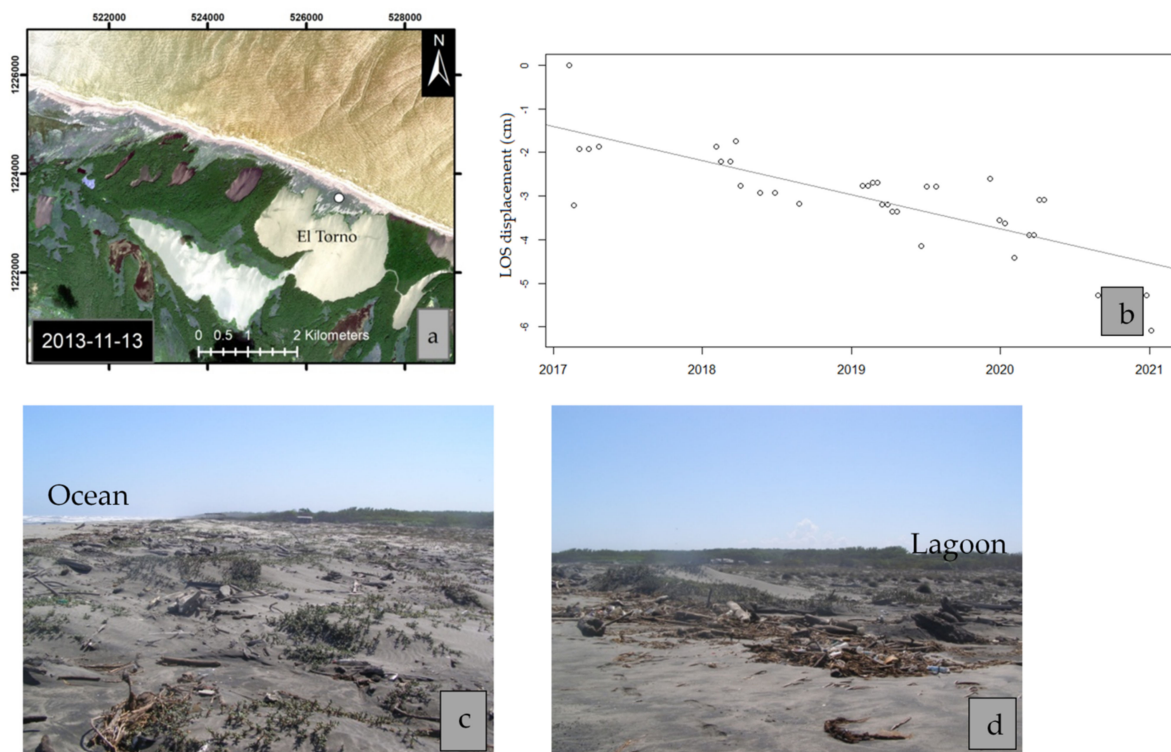 522000 524000 526000 528000
N
1226000
1224000
1222000
El Torno
2013-11-13
0 0.5 1 2 Kilometers
a
LOS displacement (cm)
0
-1
-2
-3
-4
-5
-6
b
2017 2018 2019 2020 2021
Ocean
c
Lagoon
d